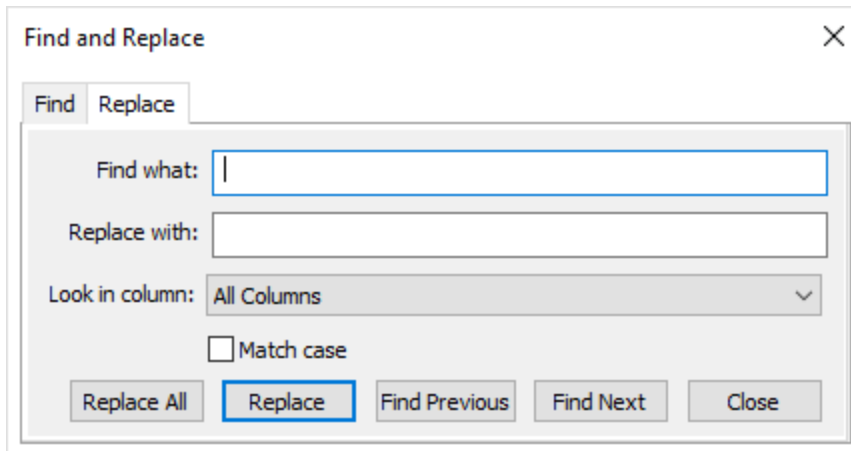 Find and Replace
Find Replace
Find what:
Replace with:
Look in column: All Columns
Match case
Replace All Replace Find Previous Find Next Close